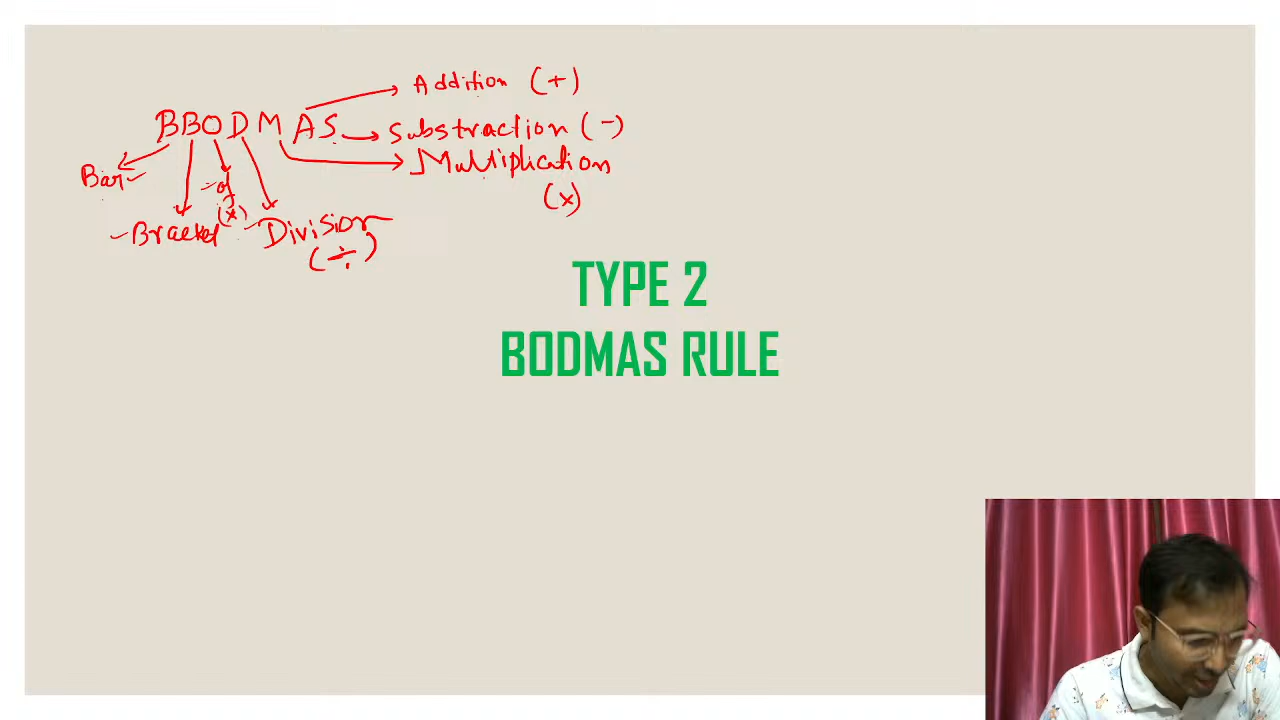 Addition (+)
BBODMAS
Substraction (-)
Multiplication
(x)
Bar
of
(x)
Bracket
Division
(÷)
TYPE 2
BODMAS RULE